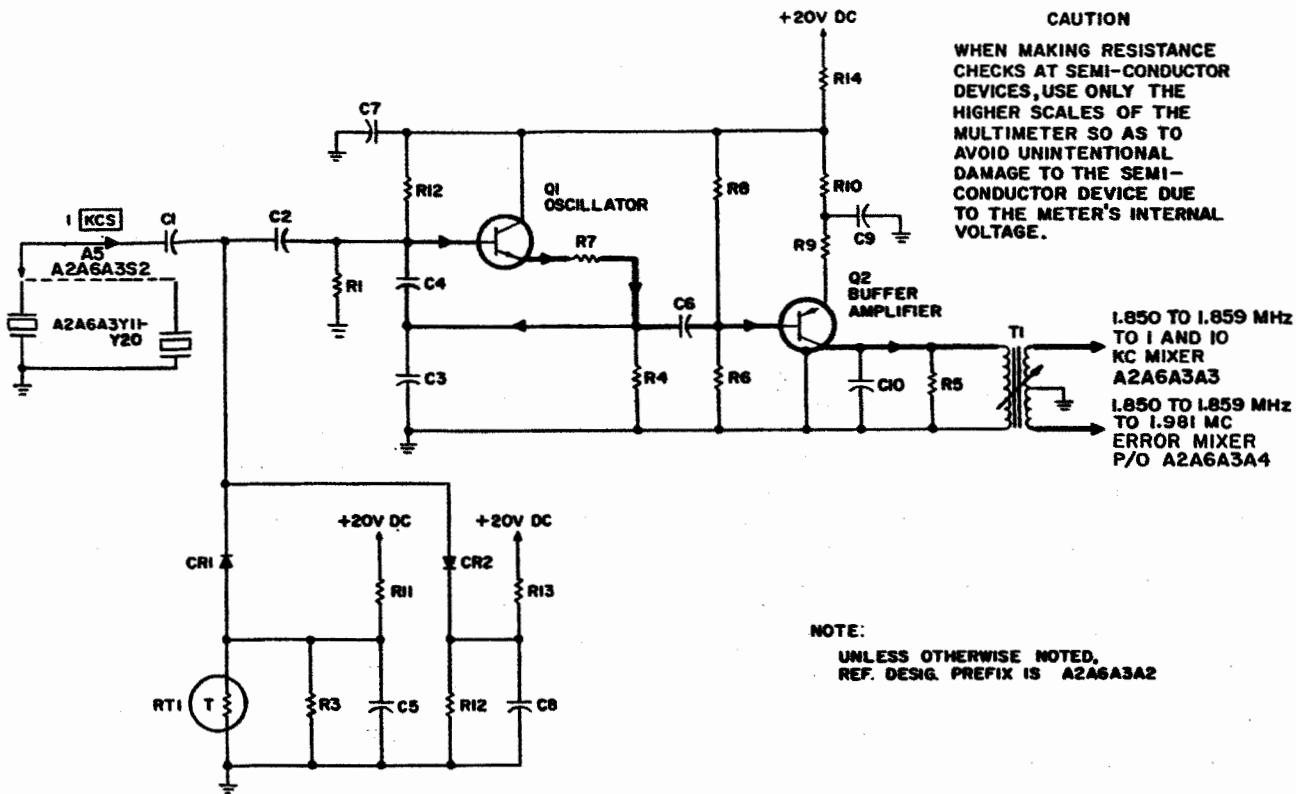 +20V DC
CAUTION
WHEN MAKING RESISTANCE
CHECKS AT SEMI-CONDUCTOR
DEVICES, USE ONLY THE
HIGHER SCALES OF THE
MULTIMETER SO AS TO
AVOID UNINTENTIONAL
DAMAGE TO THE SEMI-
CONDUCTOR DEVICE DUE
TO THE METER'S INTERNAL
VOLTAGE.
R14
C7
R12
Q1
OSCILLATOR
R8
R10
C9
R9
1 KCS
A5
A2A6A3S2
C1
C2
R7
R1
C4
Q2
BUFFER
AMPLIFIER
C6
A2A6A3Y11-
Y20
T1
1.850 TO 1.859 MHz
TO 1 AND 10
KC MIXER
A2A6A3A3
C3
R4
R6
C10
R5
1.850 TO 1.859 MHz
TO 1.981 MC
ERROR MIXER
P/O A2A6A3A4
+20V DC
+20V DC
CR1
R11
CR2
R13
RT1
T
R3
C5
R12
C8
NOTE:
UNLESS OTHERWISE NOTED,
REF. DESIG. PREFIX IS A2A6A3A2